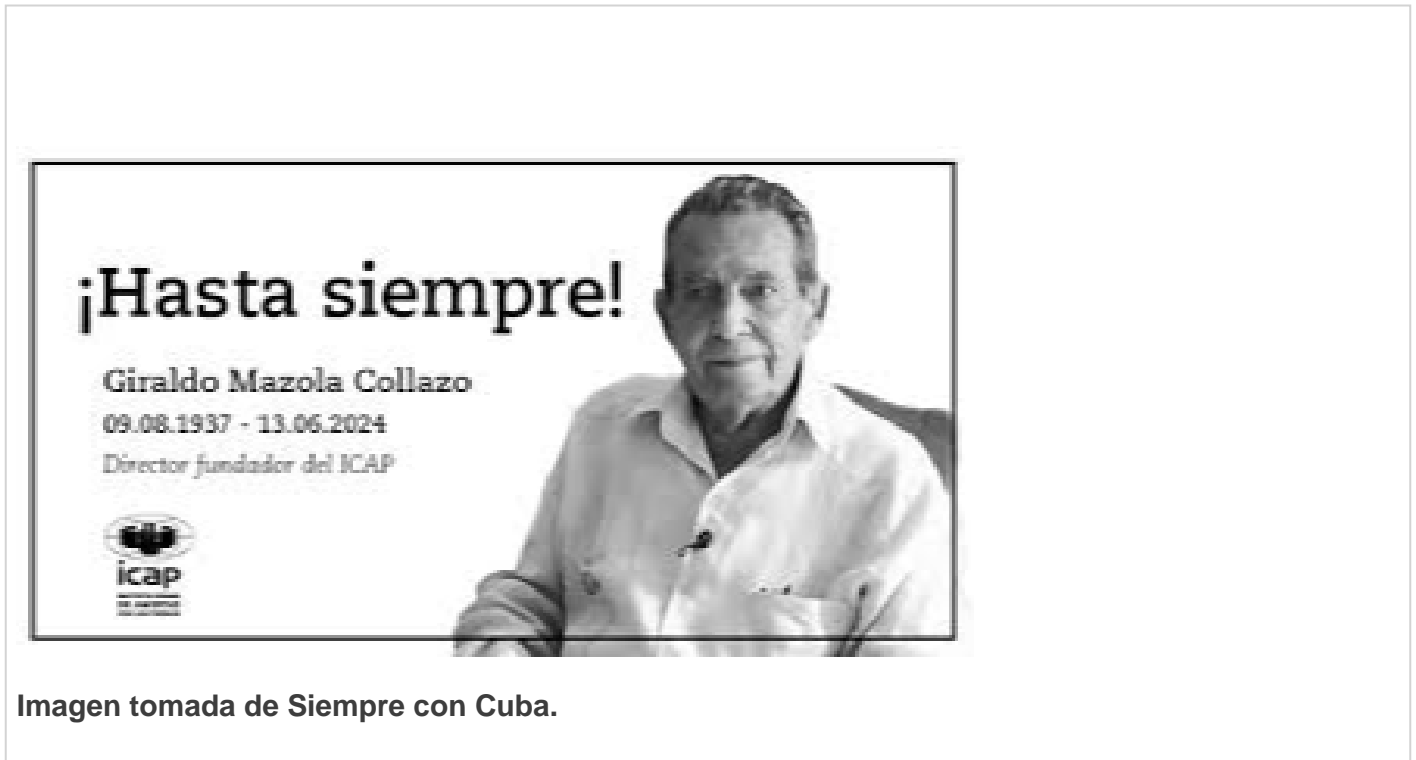 ¡Hasta siempre!
Giraldo Mazola Collazo
09.08.1937 - 13.06.2024
Director fundador del ICAP
icap
Imagen tomada de Siempre con Cuba.